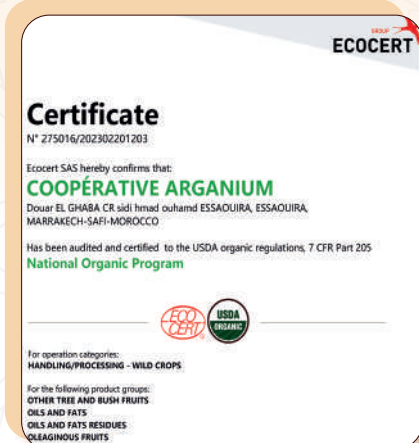 GROUP
ECOCERT
Certificate
N° 275016/202302201203
Ecocert SAS hereby confirms that:
COOPÉRATIVE ARGANIUM
Douar EL GHABA CR sidi hmad ouhamd ESSAOUIRA, ESSAOUIRA,
MARRAKECH-SAFI-MOROCCO
Has been audited and certified to the USDA organic regulations, 7 CFR Part 205
National Organic Program
ECO
CERT
USDA
ORGANIC
For operation categories:
HANDLING/PROCESSING - WILD CROPS
For the following product groups:
OTHER TREE AND BUSH FRUITS
OILS AND FATS
OILS AND FATS RESIDUES
OLEAGINOUS FRUITS